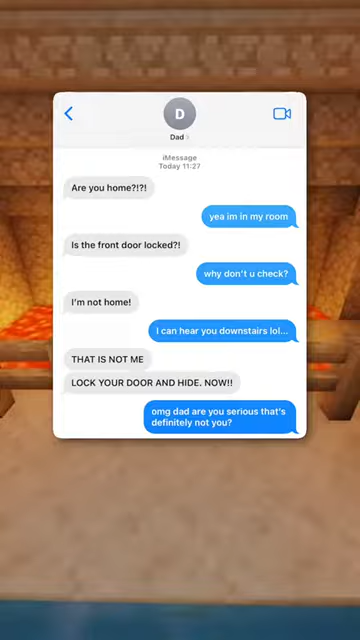 D
Dad
iMessage
Today 11:27
Are you home?!?!
yea im in my room
Is the front door locked?!
why don't u check?
I'm not home!
I can hear you downstairs lol...
THAT IS NOT ME
LOCK YOUR DOOR AND HIDE. NOW!!
omg dad are you serious that's
definitely not you?